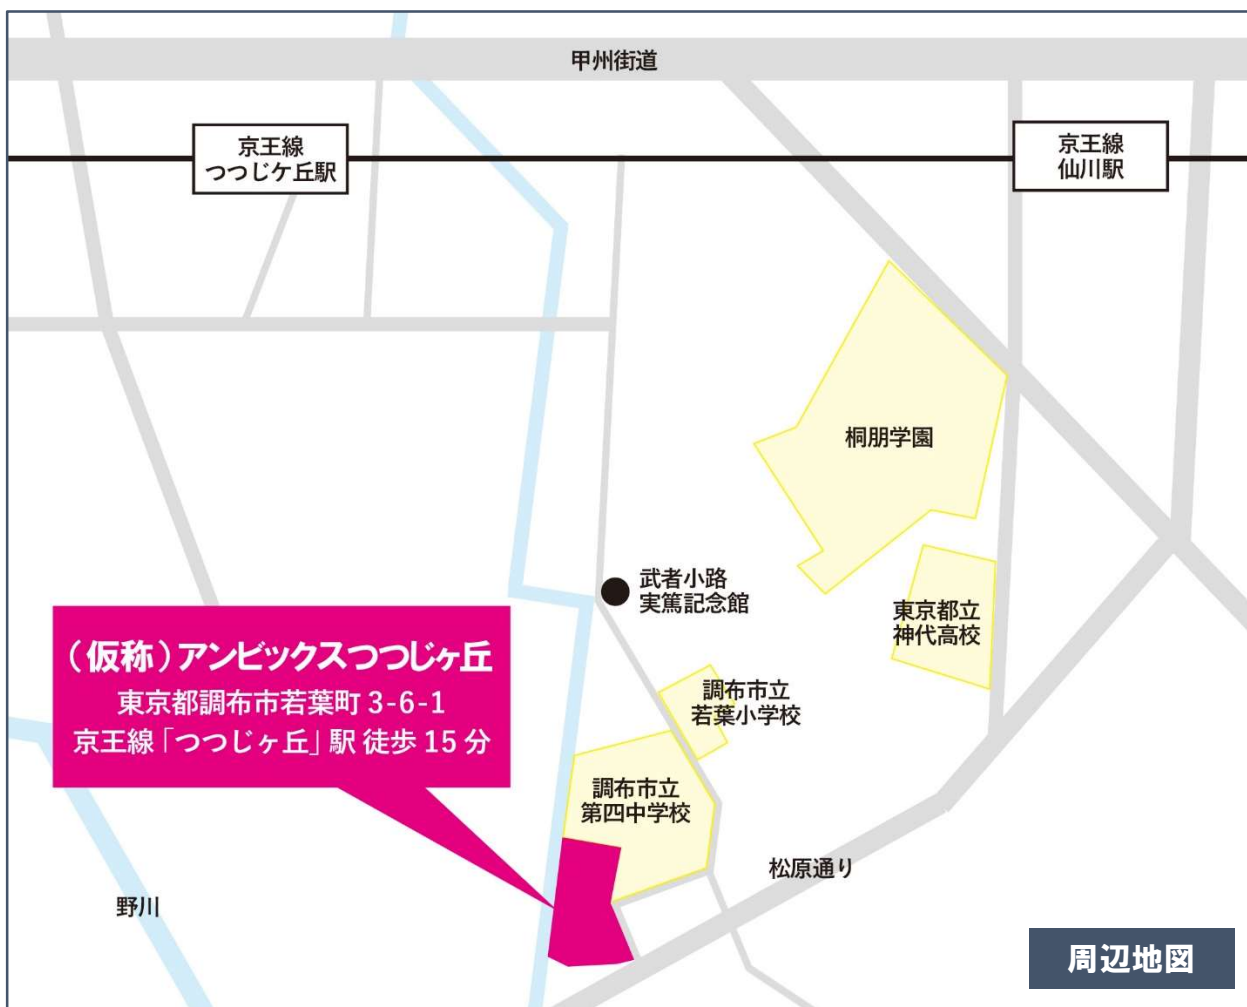 甲州街道
京王線
つつじケ丘駅
京王線
仙川駅
桐朋学園
武者小路
実篤記念館
東京都立
神代高校
（仮称）アンビックスつつじヶ丘
東京都調布市若葉町 3-6-1
京王線「つつじヶ丘」駅 徒歩 15 分
調布市立
若葉小学校
調布市立
第四中学校
松原通り
野川
周辺地図